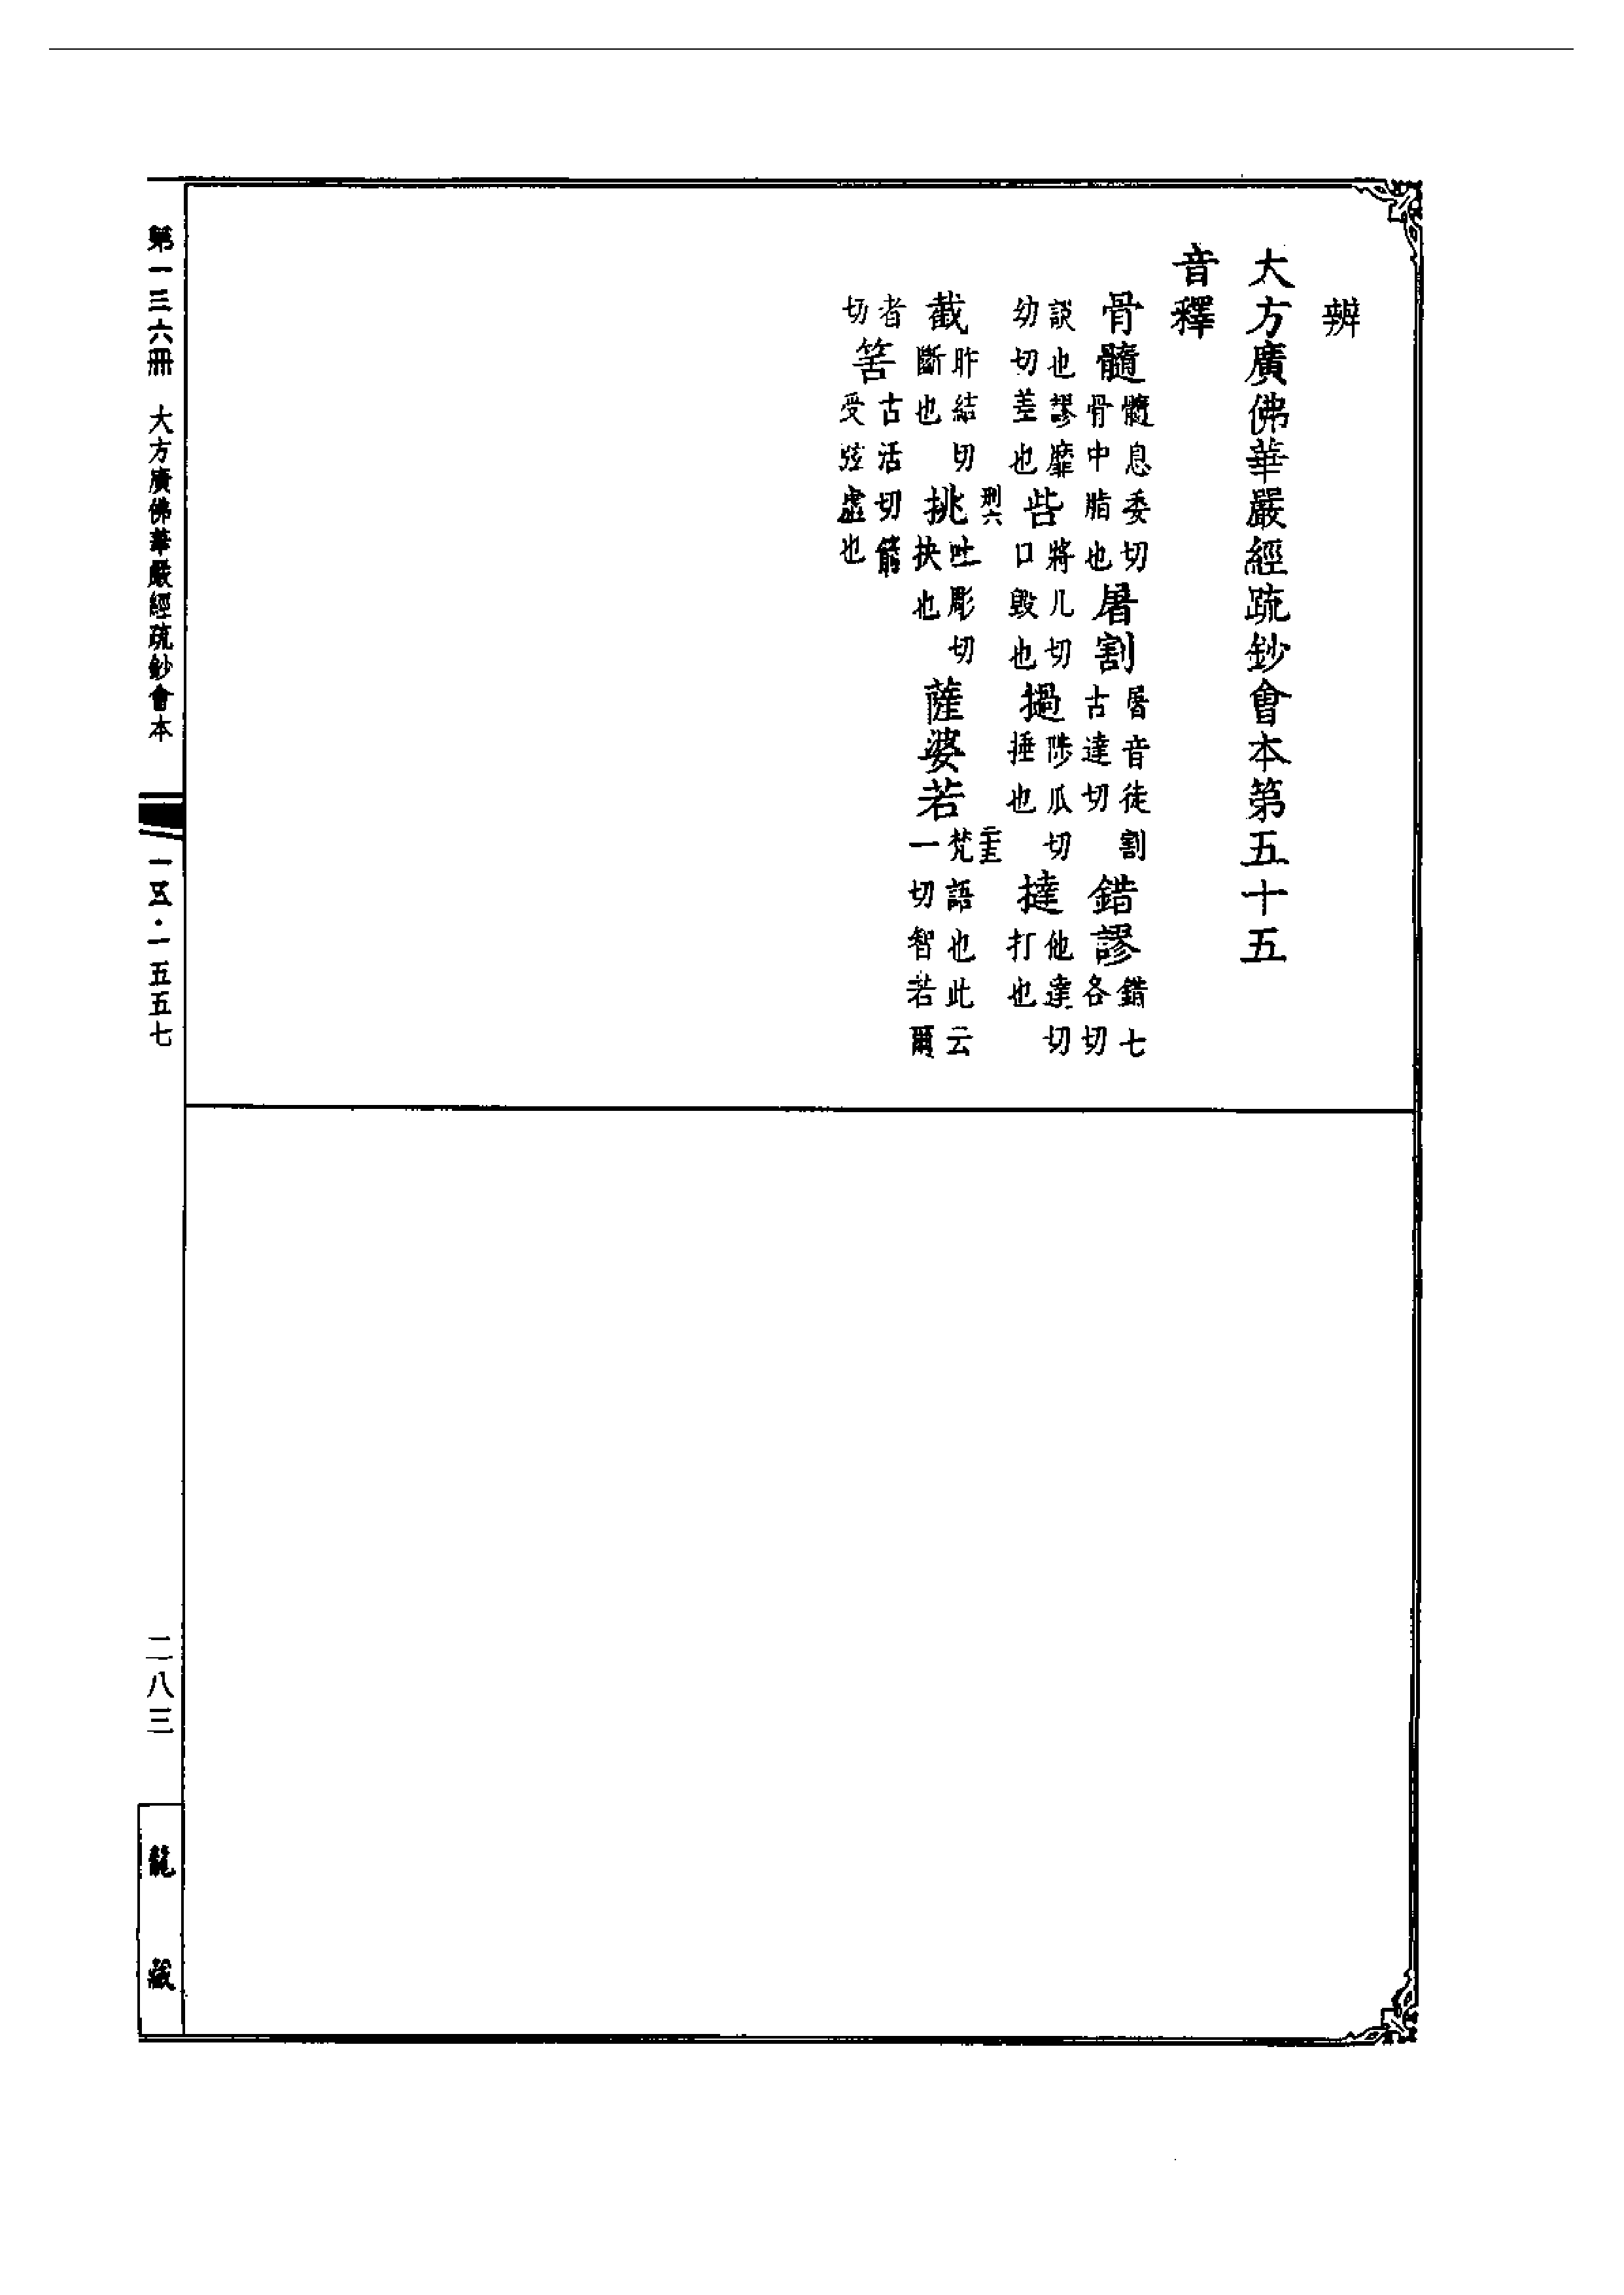 辨
大方廣佛華嚴經疏鈔會本第五十五
音釋
骨髓髓息委切骨中脂也屠割屠音徒割古達切錯謬錯七各切
誤也謬靡幼切差也呰將几切口毀也撾陟瓜切捶也撻他達切打也
刑六
截昨結切斷也挑吐彫切抉也薩婆若梵語也此云一切智若爾
者切筈古活切箭受弦處也
第一三六冊 大方廣佛華嚴經疏鈔會本
一五五七
二八三
龍藏